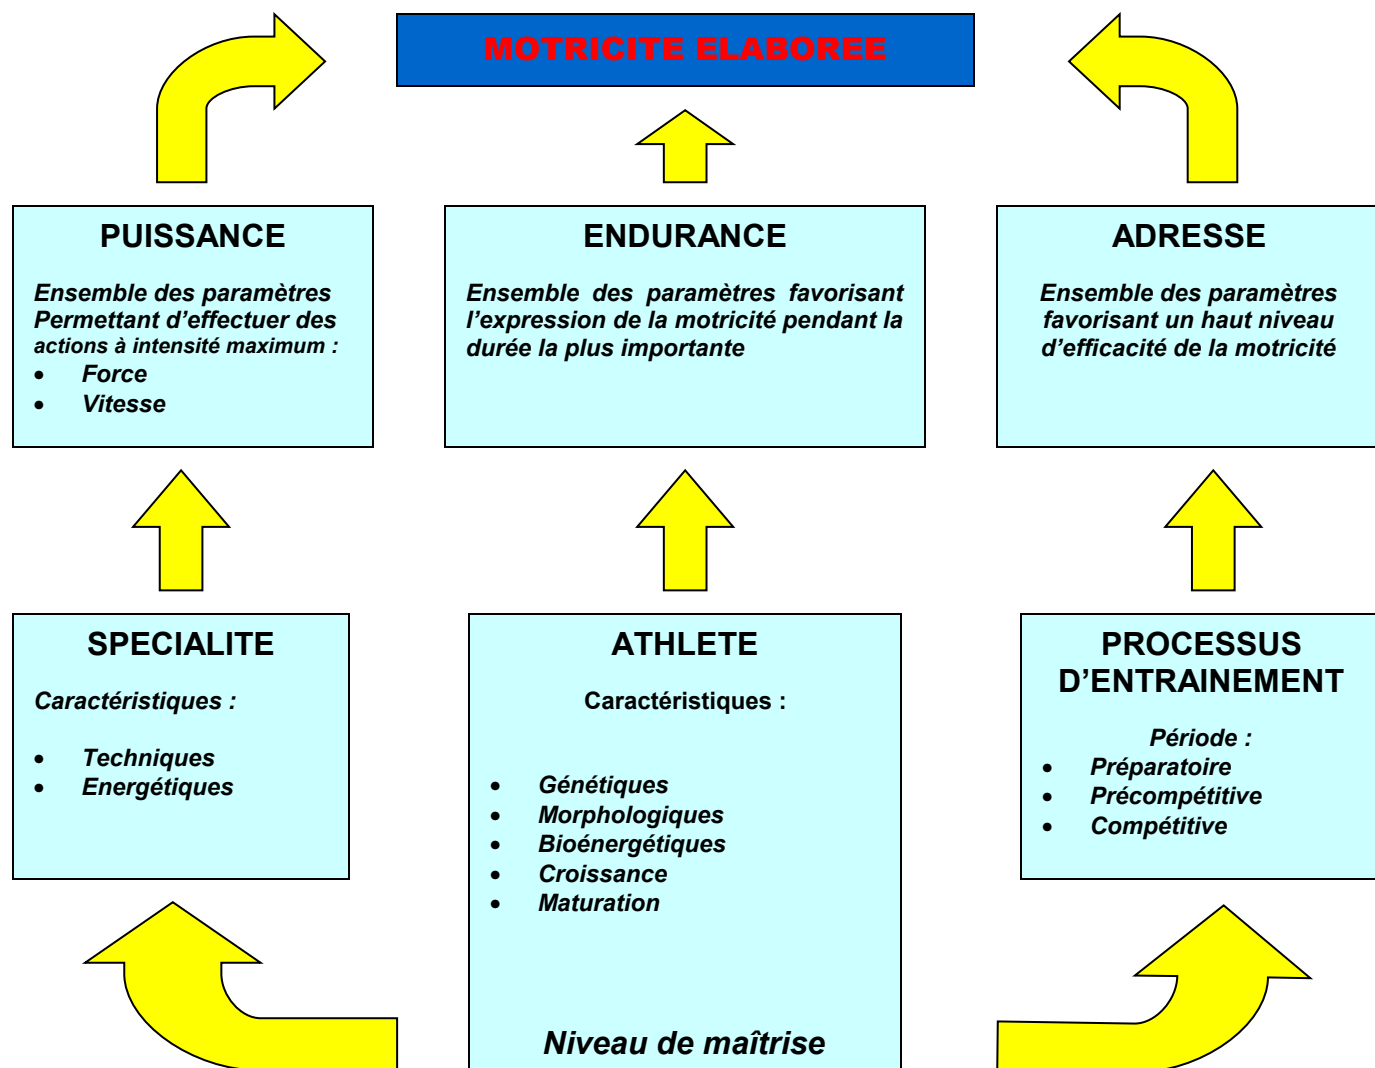 MOTRICITE ELABOREE
PUISSANCE
Ensemble des paramètres
Permettant d’effectuer des
actions à intensité maximum :
• Force
• Vitesse
ENDURANCE
Ensemble des paramètres favorisant
l’expression de la motricité pendant la
durée la plus importante
ADRESSE
Ensemble des paramètres
favorisant un haut niveau
d’efficacité de la motricité
SPECIALITE
Caractéristiques :
• Techniques
• Energétiques
ATHLETE
Caractéristiques :
• Génétiques
• Morphologiques
• Bioénergétiques
• Croissance
• Maturation
Niveau de maîtrise
PROCESSUS
D’ENTRAINEMENT
Période :
• Préparatoire
• Précompétitive
• Compétitive